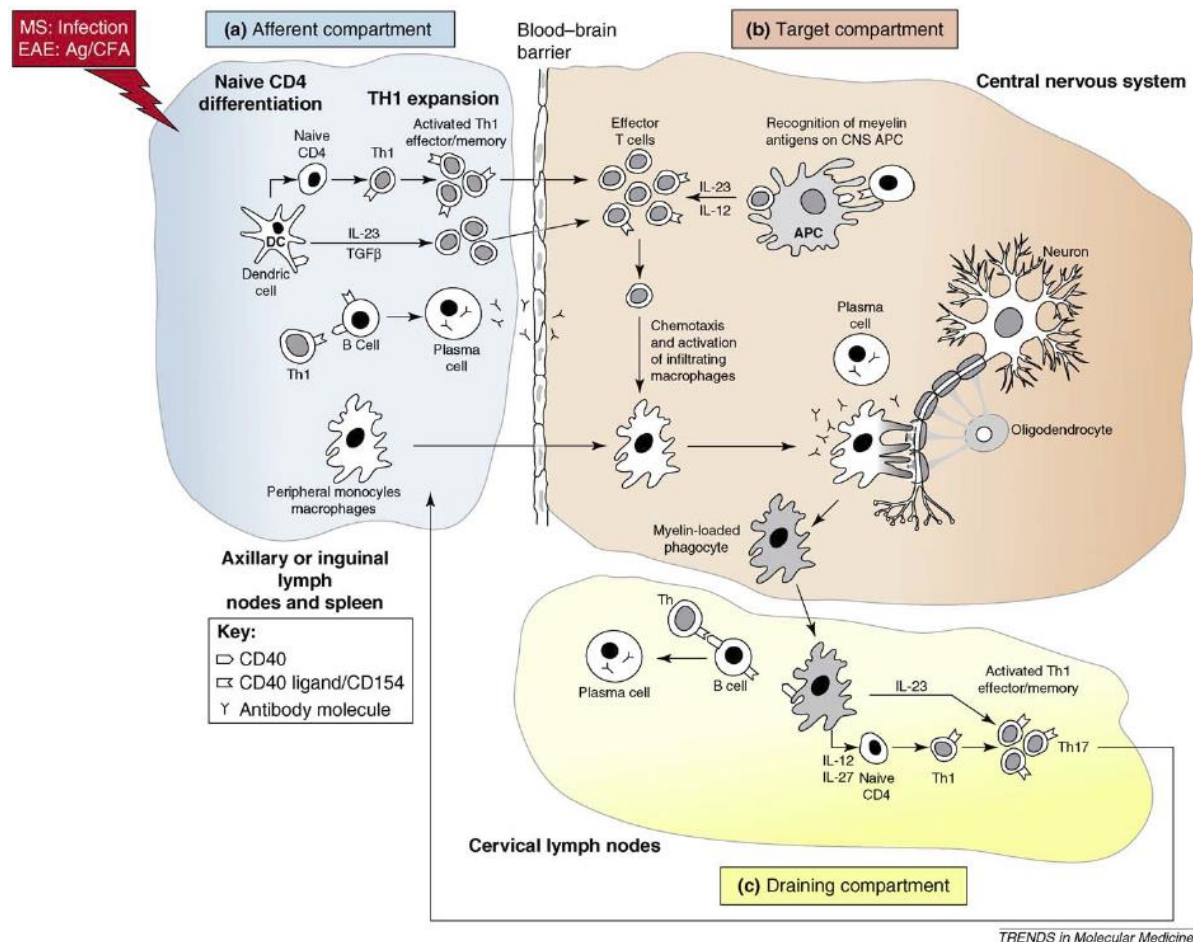 MS: Infection
EAE: Ag/CFA
(a) Afferent compartment
Blood–brain
barrier
(b) Target compartment
Central nervous system
Naive CD4
differentiation
TH1 expansion
Activated Th1
effector/memory
Naive
CD4
Th1
DC
Dendric
cell
IL-23
TGFβ
Th1
B Cell
Plasma
cell
Peripheral monocyles
macrophages
Axillary or inguinal
lymph
nodes and spleen
Key:
CD40
CD40 ligand/CD154
Antibody molecule
Effector
T cells
Recognition of meyelin
antigens on CNS APC
IL-23
IL-12
APC
Neuron
Chemotaxis
and activation
of infiltrating
macrophages
Plasma
cell
Oligodendrocyte
Myelin-loaded
phagocyte
Th
Plasma cell
B cell
IL-23
Activated Th1
effector/memory
IL-12
IL-27
Naive
CD4
Th1
Th17
Cervical lymph nodes
(c) Draining compartment
TRENDS in Molecular Medicine